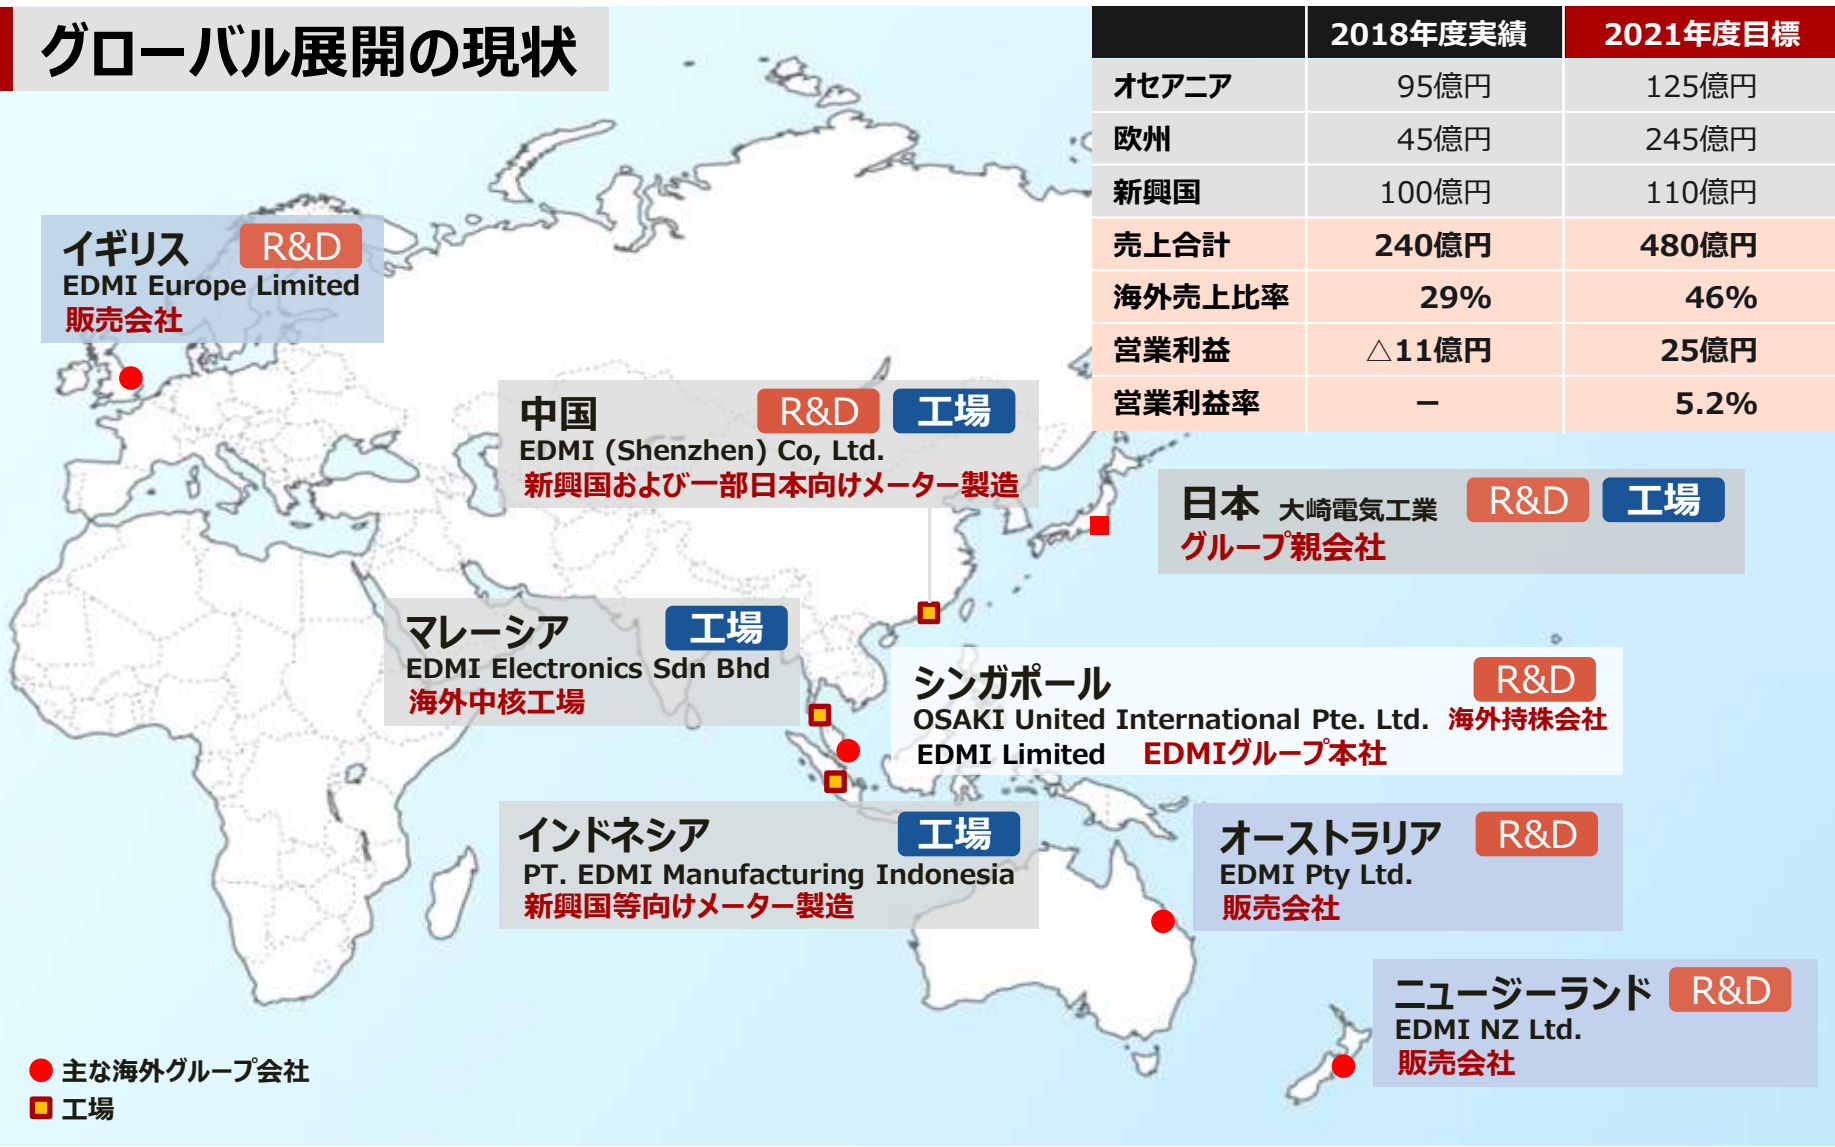 グローバル展開の現状
2018年度実績 2021年度目標
オセアニア 95億円 125億円
欧州 45億円 245億円
新興国 100億円 110億円
売上合計 240億円 480億円
海外売上比率 29% 46%
営業利益 △11億円 25億円
営業利益率 － 5.2%
イギリス R&D
EDMI Europe Limited
販売会社
中国 R&D 工場
EDMI (Shenzhen) Co, Ltd.
新興国および一部日本向けメーター製造
日本 大崎電気工業 R&D 工場
グループ親会社
マレーシア 工場
EDMI Electronics Sdn Bhd
海外中核工場
シンガポール R&D
OSAKI United International Pte. Ltd. 海外持株会社
EDMI Limited EDMIグループ本社
インドネシア 工場
PT. EDMI Manufacturing Indonesia
新興国等向けメーター製造
オーストラリア R&D
EDMI Pty Ltd.
販売会社
ニュージーランド R&D
EDMI NZ Ltd.
販売会社
主な海外グループ会社
工場